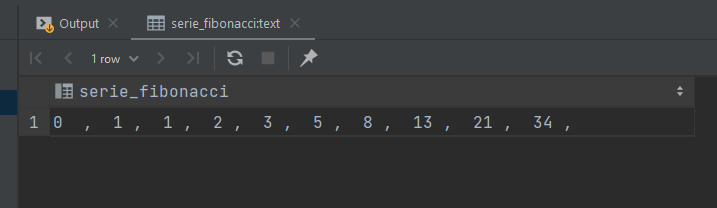 Output serie_fibonacci:text
1 row
serie_fibonacci
1 0 , 1 , 1 , 2 , 3 , 5 , 8 , 13 , 21 , 34 ,